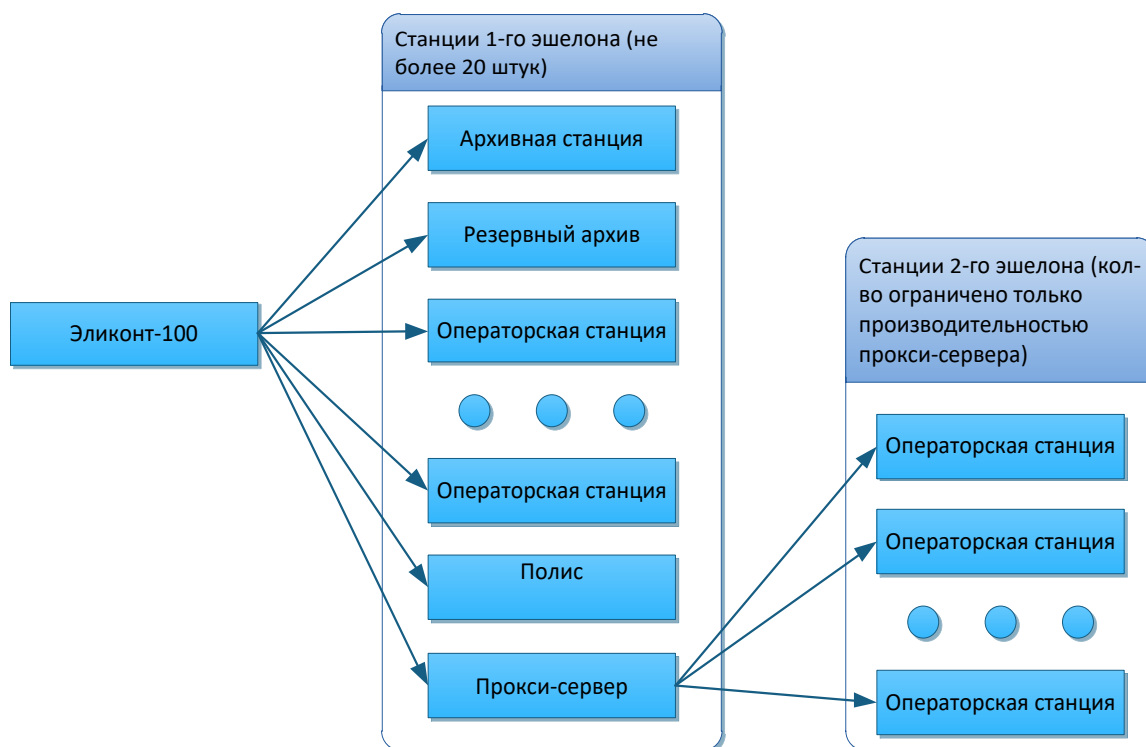 Станции 1-го эшелона (не
более 20 штук)
Архивная станция
Резервный архив
Эликонт-100
Операторская станция
Операторская станция
Полис
Прокси-сервер
Станции 2-го эшелона (кол-
во ограничено только
производительностью
прокси-сервера)
Операторская станция
Операторская станция
Операторская станция